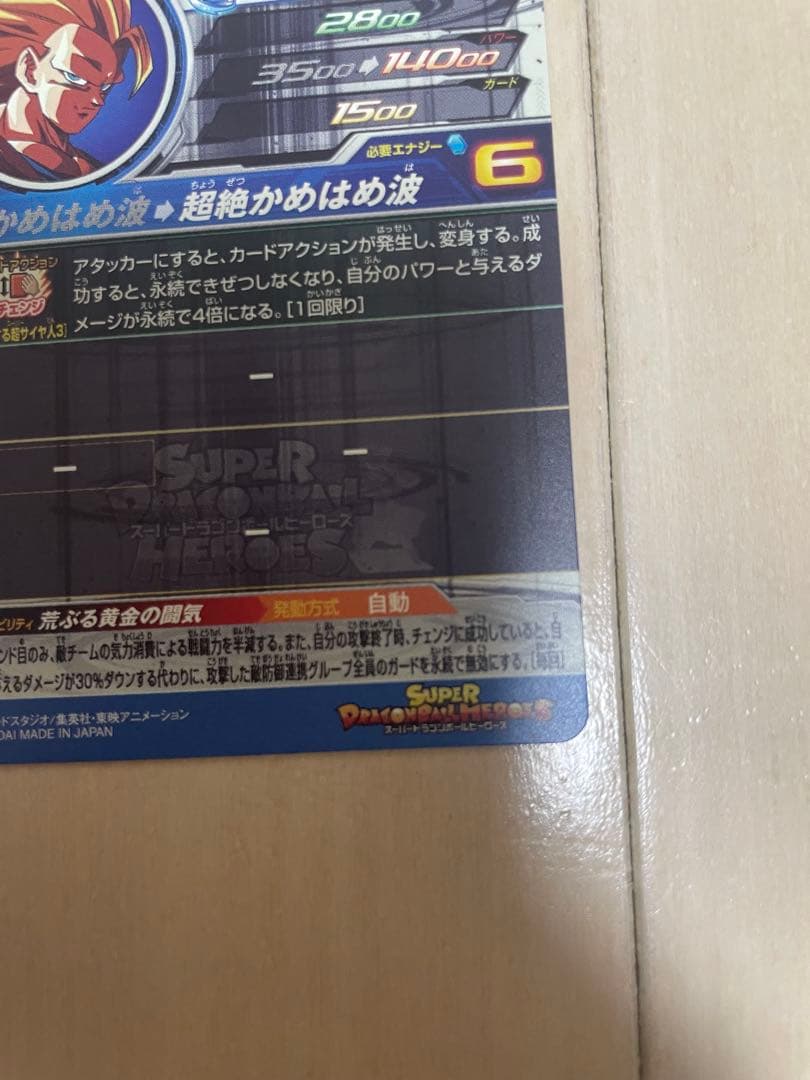 2800
パワー
3500➡14000
ガード
1500
必要エナジー 6
かめはめ波➡超絶かめはめ波
チェンジ
アタッカーにすると、カードアクションが発生し、変身する。成
功すると、永続できぜつしなくなり、自分のパワーと与えるダ
メージが永続で4倍になる。[1回限り]
る超サイヤ人3]
ー
ー ー
ー
SUPER
DRAGONBALL
スーパードラゴンボールヒーローズ
HEROES
ビリティ 荒ぶる黄金の闘気 発動方式 自動
ンド目のみ、敵チームの気力消費による戦闘力を半減する。また、自分の攻撃終了時、チェンジに成功していると、自
えるダメージが30%ダウンする代わりに、攻撃した敵防御連携グループ全員のガードを永続で無効にする。[毎回]
ードスタジオ/集英社・東映アニメーション
DAI MADE IN JAPAN
SUPER
DRAGONBALL HEROES
スーパードラゴンボールヒーローズ